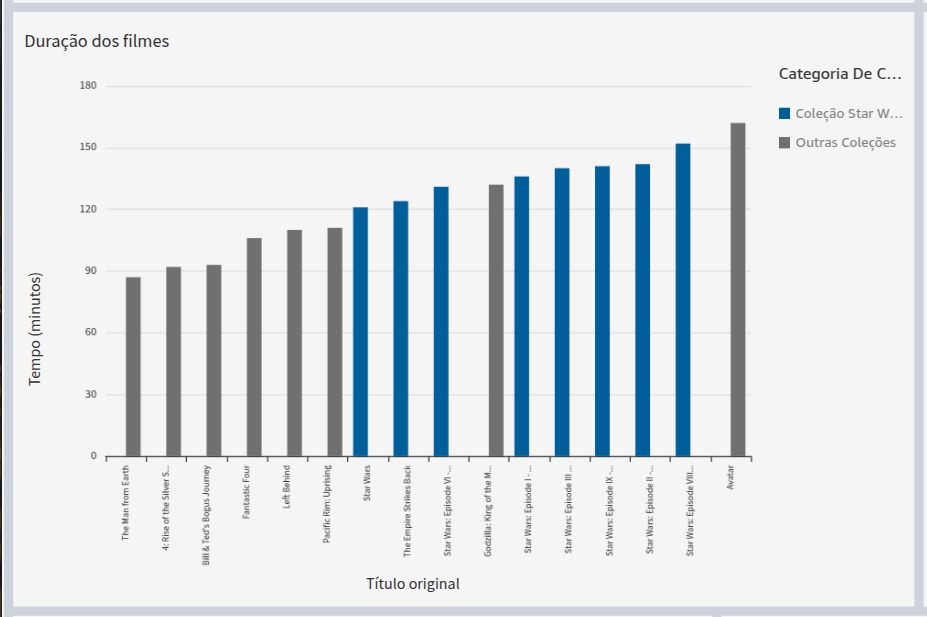 Duração dos filmes
Categoria De C...
Coleção Star W...
Outras Coleções
180
150
120
90
60
30
0
Tempo (minutos)
The Man from Earth
4: Rise of the Silver S...
Bill & Ted's Bogus Journey
Fantastic Four
Left Behind
Pacific Rim: Uprising
Star Wars
The Empire Strikes Back
Star Wars: Episode VI -...
Godzilla: King of the M...
Star Wars: Episode I - ...
Star Wars: Episode III ...
Star Wars: Episode IX -...
Star Wars: Episode II -...
Star Wars: Episode VIII...
Avatar
Título original